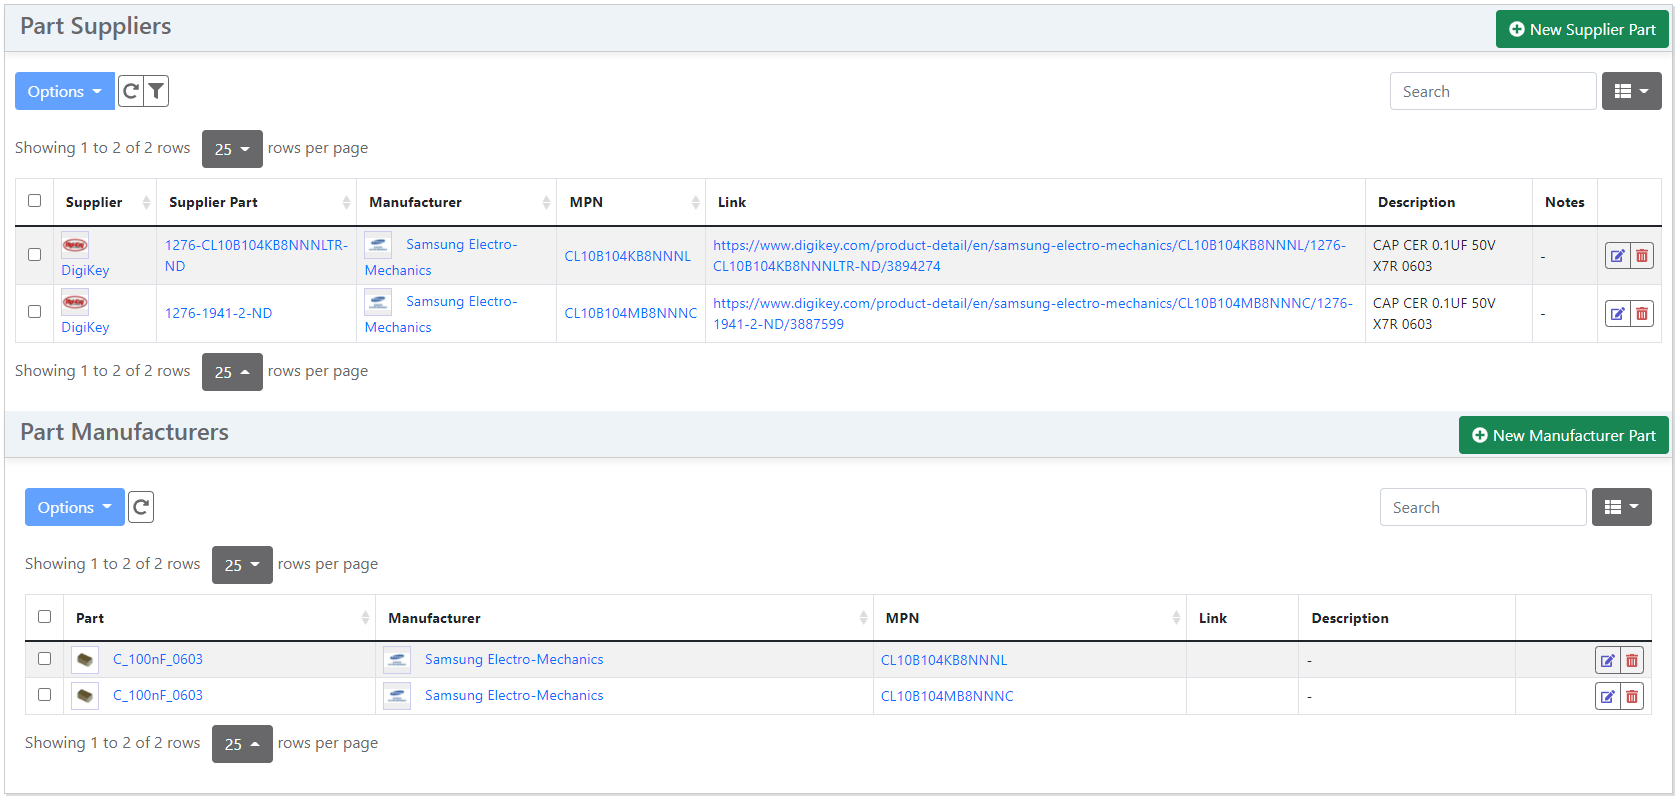 Part Suppliers
New Supplier Part
Options
Search
Showing 1 to 2 of 2 rows 25 rows per page
Supplier Supplier Part Manufacturer MPN Link Description Notes
DigiKey 1276-CL10B104KB8NNNLTR- Samsung Electro- CL10B104KB8NNNL https://www.digikey.com/product-detail/en/samsung-electro-mechanics/CL10B104KB8NNNL/1276- CAP CER 0.1UF 50V -
ND Mechanics CL10B104KB8NNNLTR-ND/3894274 X7R 0603
DigiKey 1276-1941-2-ND Samsung Electro- CL10B104MB8NNNC https://www.digikey.com/product-detail/en/samsung-electro-mechanics/CL10B104MB8NNNC/1276- CAP CER 0.1UF 50V -
Mechanics 1941-2-ND/3887599 X7R 0603
Showing 1 to 2 of 2 rows 25 rows per page
Part Manufacturers
New Manufacturer Part
Options
Search
Showing 1 to 2 of 2 rows 25 rows per page
Part Manufacturer MPN Link Description
C_100nF_0603 Samsung Electro-Mechanics CL10B104KB8NNNL -
C_100nF_0603 Samsung Electro-Mechanics CL10B104MB8NNNC -
Showing 1 to 2 of 2 rows 25 rows per page